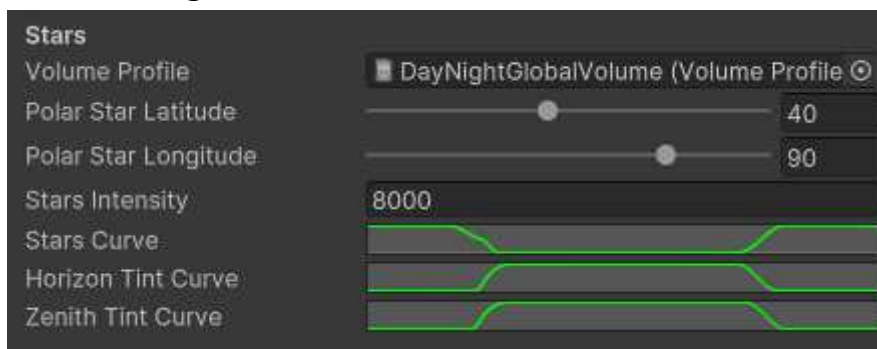 Stars
Volume Profile DayNightGlobalVolume (Volume Profile
Polar Star Latitude 40
Polar Star Longitude 90
Stars Intensity 8000
Stars Curve
Horizon Tint Curve
Zenith Tint Curve